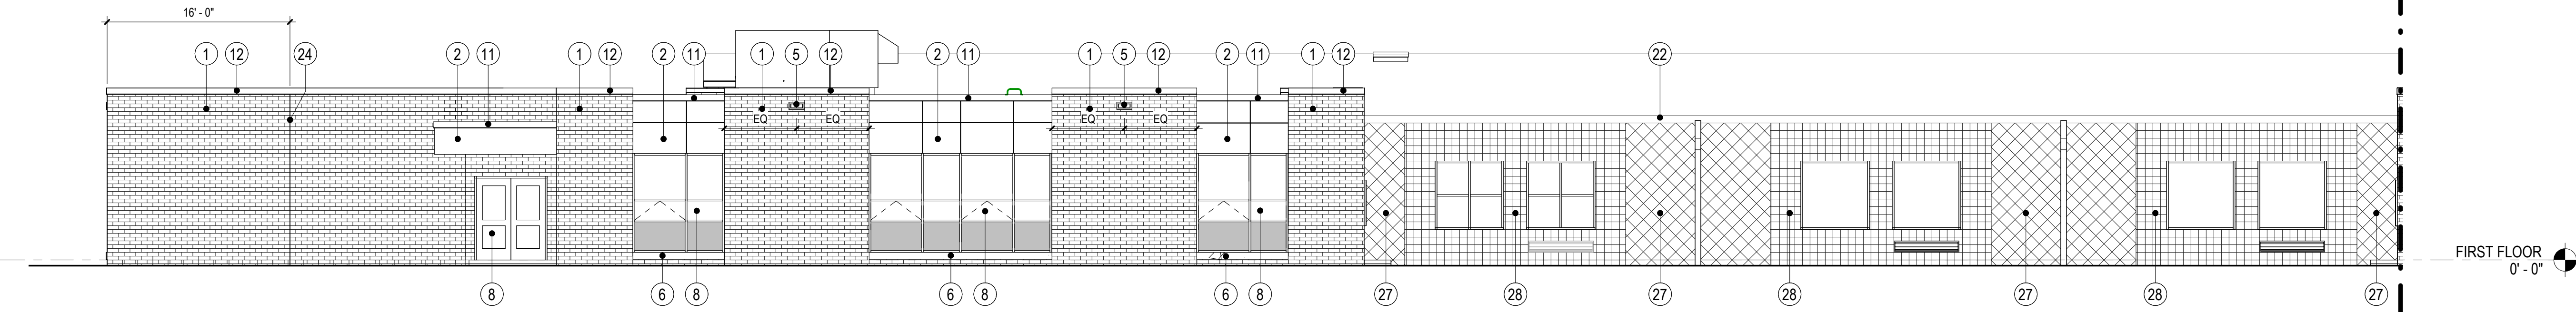 16' - 0"
1 12 24 2 11 1 12 2 11 1 5 12 2 11 1 5 12 2 11 1 12 22
EQ EQ EQ EQ
FIRST FLOOR
0' - 0"
8 6 8 6 8 6 8 27 28 27 28 27 28 27